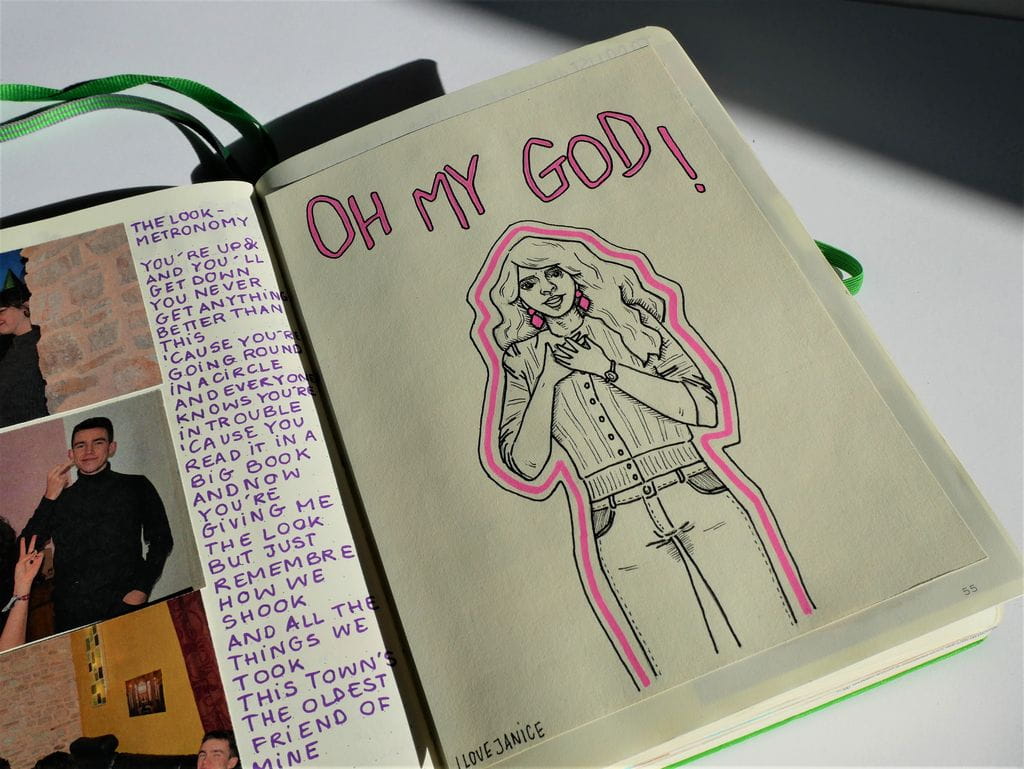 THE LOOK -
METRONOMY
YOU'RE UP &
AND YOU'LL
GET DOWN
YOU NEVER
GET ANYTHING
BETTER THAN
THIS
'CAUSE YOU'RE
GOING ROUND
IN A CIRCLE
AND EVERYONE
KNOWS YOU'RE
IN TROUBLE
'CAUSE YOU
READ IT IN A
BIG BOOK
AND NOW
YOU'RE
GIVING ME
THE LOOK
BUT JUST
REMEMBRE
HOW WE
SHOOK
AND ALL THE
THINGS WE
TOOK
THIS TOWN'S
THE OLDEST
FRIEND OF
MINE
OH MY GOD!
I LOVE JANICE
55